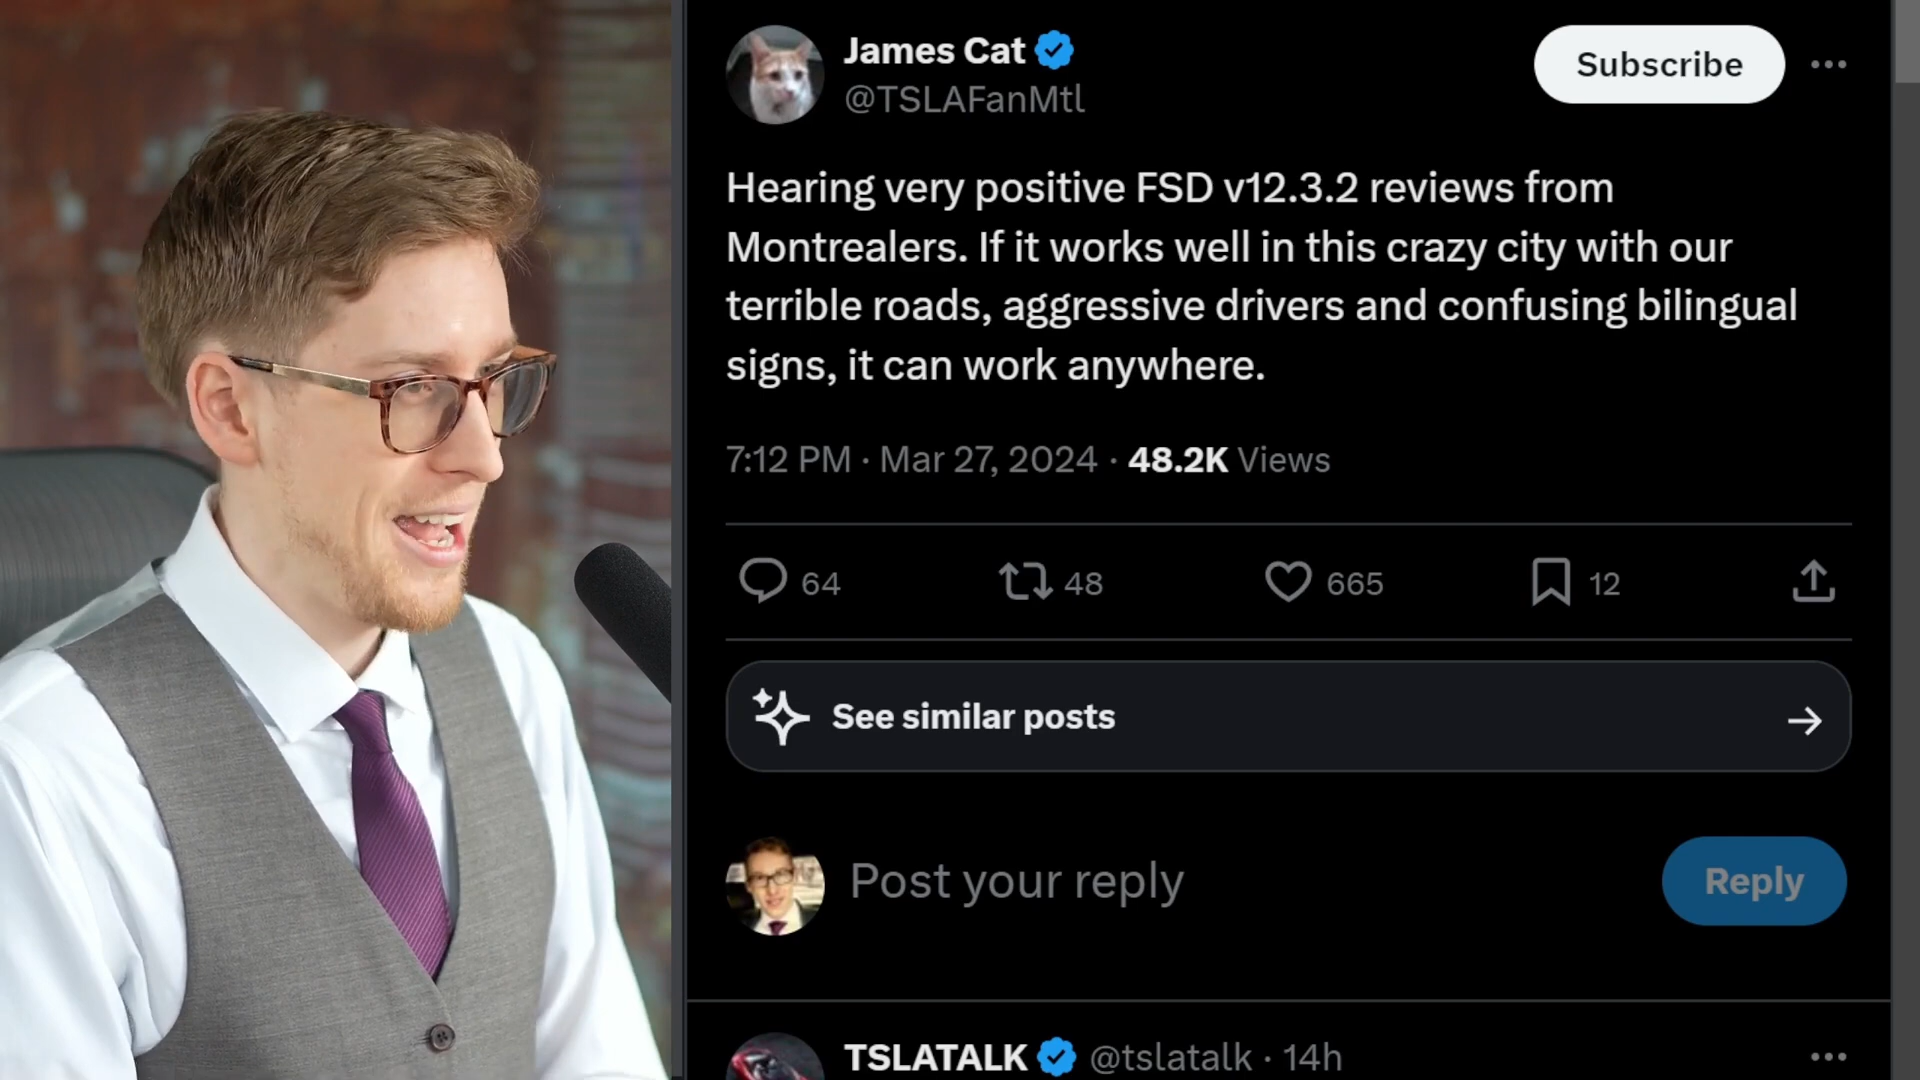 James Cat
@TSLAFanMtl
Subscribe
Hearing very positive FSD v12.3.2 reviews from
Montrealers. If it works well in this crazy city with our
terrible roads, aggressive drivers and confusing bilingual
signs, it can work anywhere.
7:12 PM · Mar 27, 2024 · 48.2K Views
64 48 665 12
See similar posts
Post your reply
Reply
TSLATALK @tslatalk · 14h